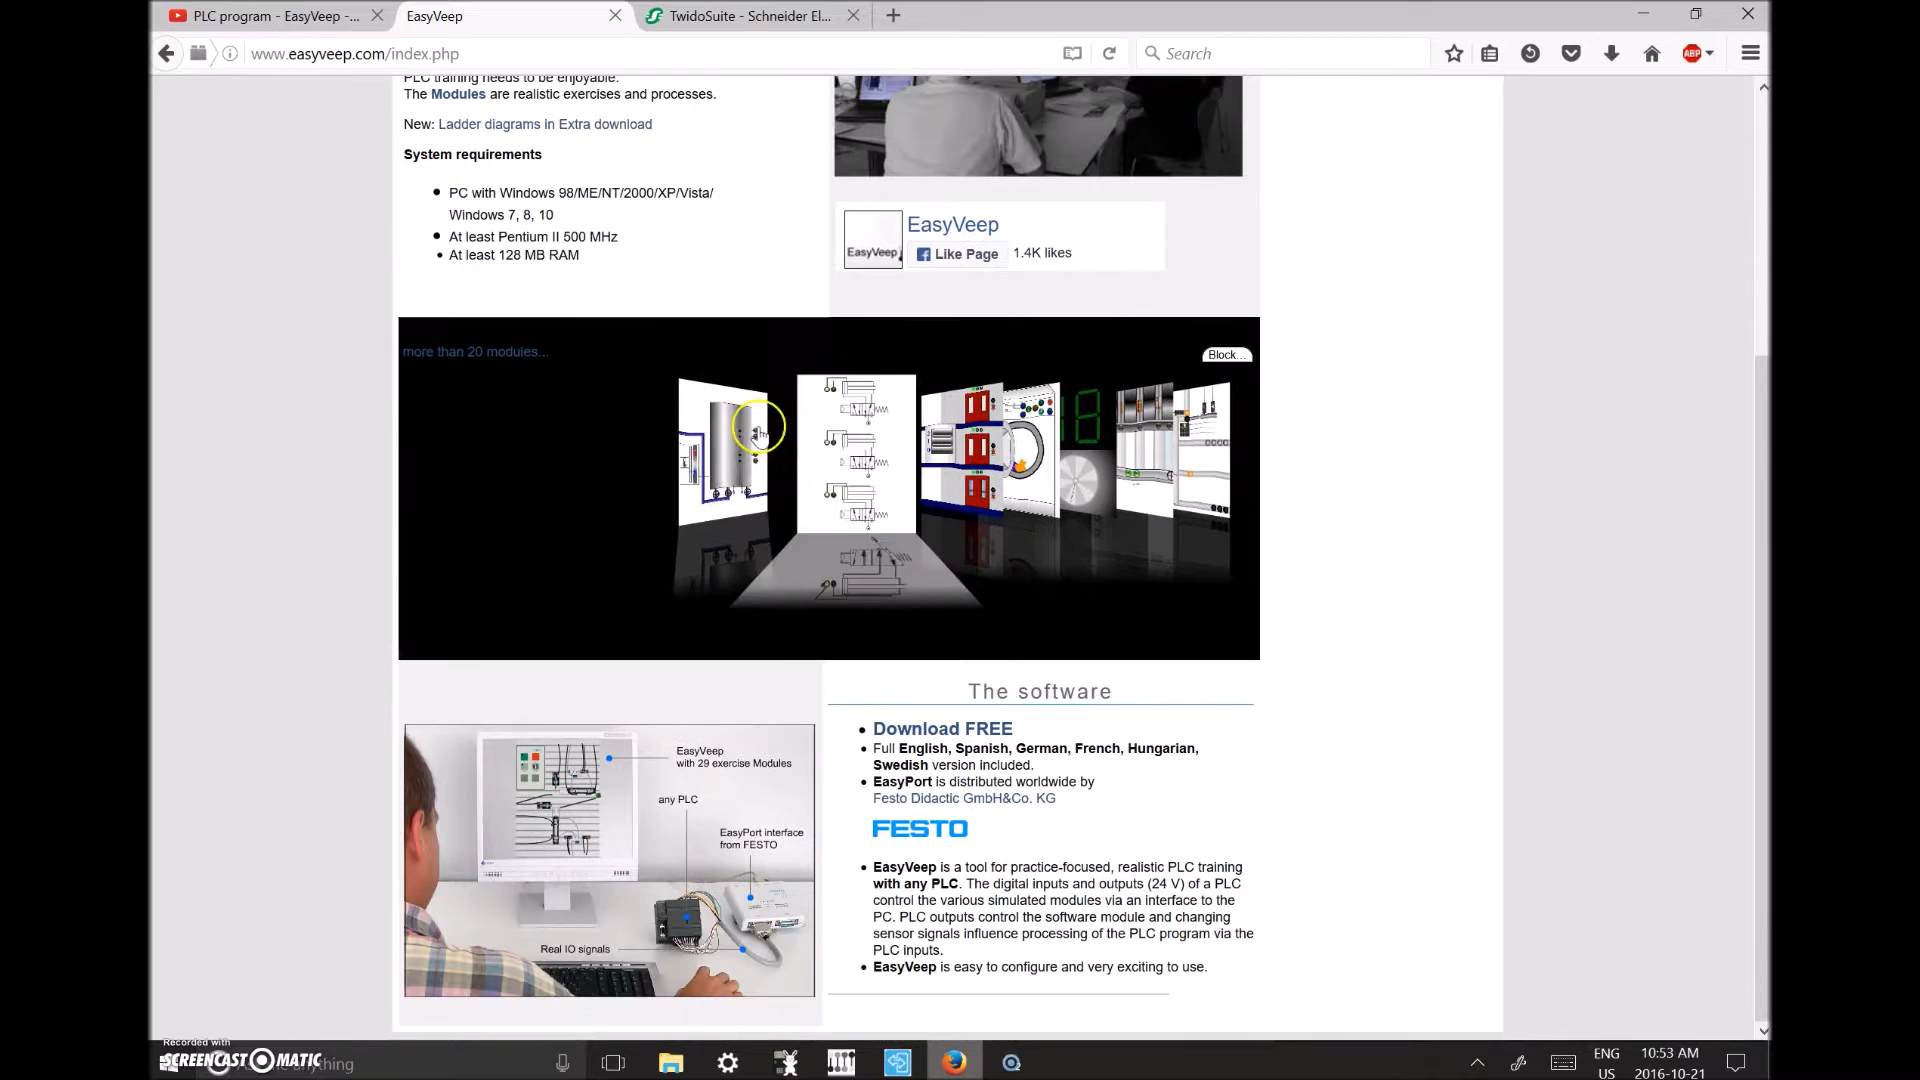 PLC program - EasyVeep -...
EasyVeep
TwidoSuite - Schneider El...
www.easyveep.com/index.php
Search
ABP
PLC training needs to be enjoyable.
The Modules are realistic exercises and processes.
New: Ladder diagrams in Extra download
System requirements
PC with Windows 98/ME/NT/2000/XP/Vista/
Windows 7, 8, 10
At least Pentium II 500 MHz
At least 128 MB RAM
EasyVeep
EasyVeep
Like Page
1.4K likes
more than 20 modules...
Block...
EasyVeep
with 29 exercise Modules
any PLC
EasyPort interface
from FESTO
Real IO signals
The software
Download FREE
Full English, Spanish, German, French, Hungarian,
Swedish version included.
EasyPort is distributed worldwide by
Festo Didactic GmbH&Co. KG
FESTO
EasyVeep is a tool for practice-focused, realistic PLC training
with any PLC. The digital inputs and outputs (24 V) of a PLC
control the various simulated modules via an interface to the
PC. PLC outputs control the software module and changing
sensor signals influence processing of the PLC program via the
PLC inputs.
EasyVeep is easy to configure and very exciting to use.
Recorded with
SCREENCAST-O-MATIC
anything
ENG
US
10:53 AM
2016-10-21